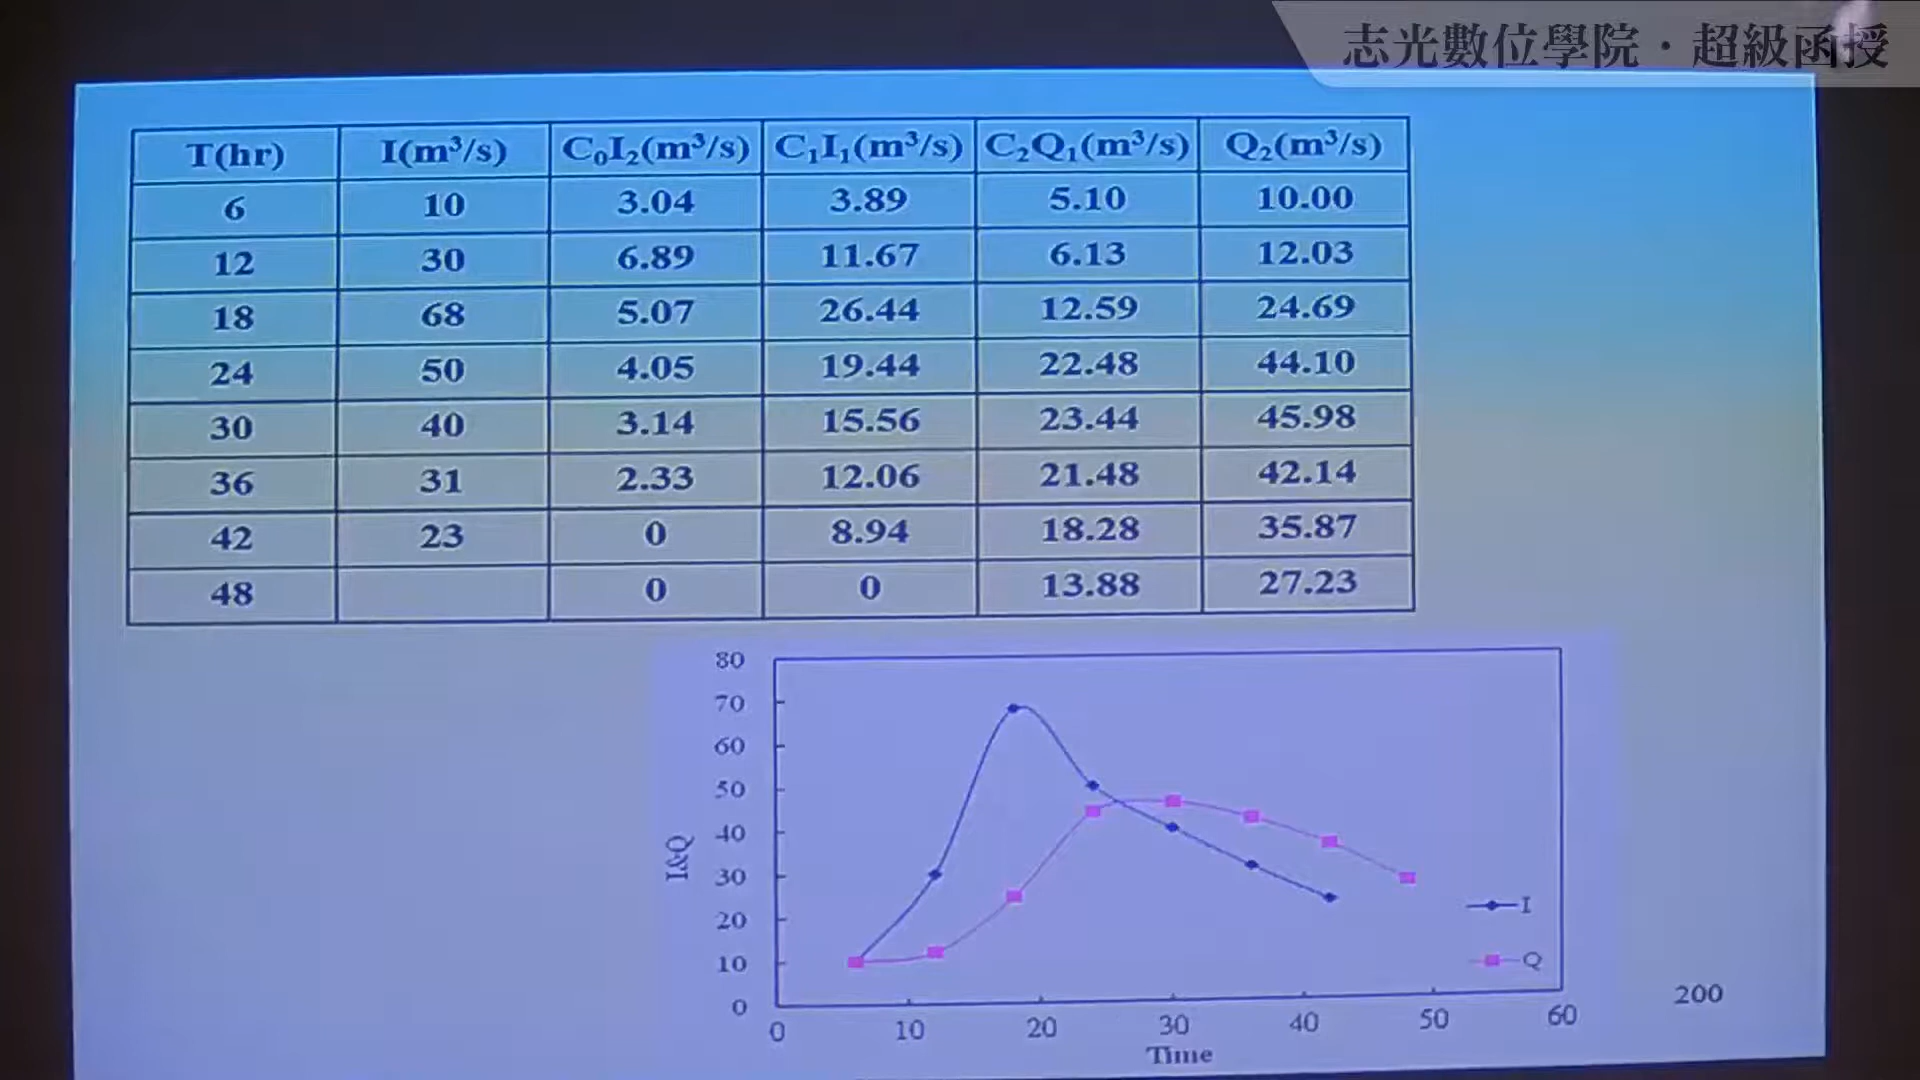 志光數位學院·超級函授
T(hr) I(m³/s) C₀I₂(m³/s) C₁I₁(m³/s) C₂Q₁(m³/s) Q₂(m³/s)
6 10 3.04 3.89 5.10 10.00
12 30 6.89 11.67 6.13 12.03
18 68 5.07 26.44 12.59 24.69
24 50 4.05 19.44 22.48 44.10
30 40 3.14 15.56 23.44 45.98
36 31 2.33 12.06 21.48 42.14
42 23 0 8.94 18.28 35.87
48 0 0 13.88 27.23
80
70
60
50
40
30
20
10
0
I&Q
0 10 20 30 40 50 60
Time
I
Q
200